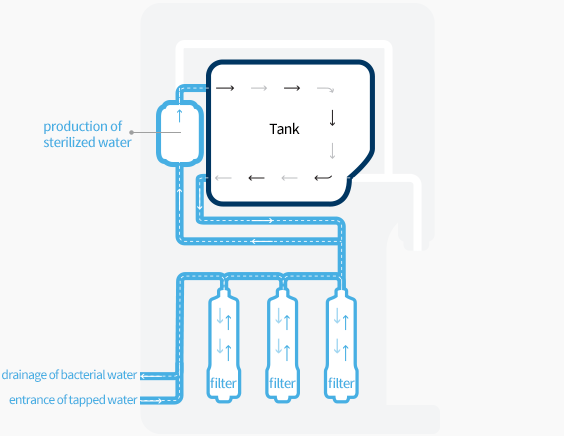 Tank
production of
sterilized water
filter
filter
filter
drainage of bacterial water
entrance of tapped water